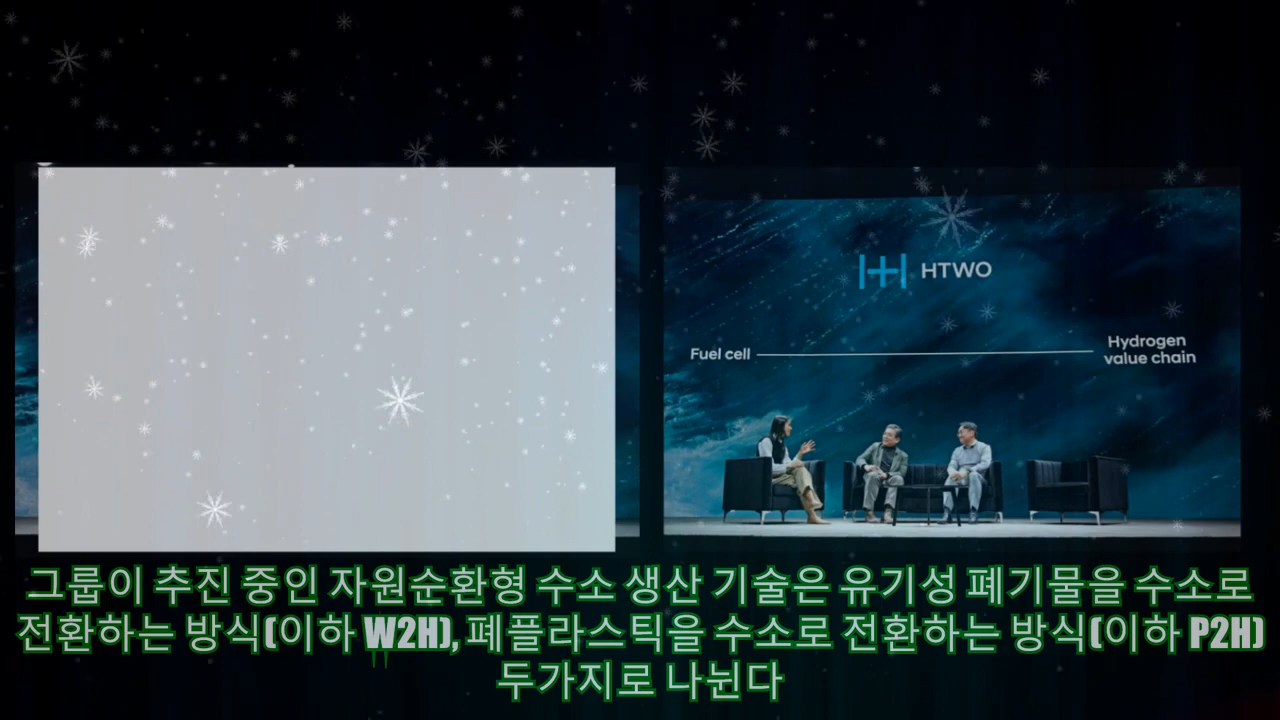 HTWO
Fuel cell
Hydrogen
value chain
그룹이 추진 중인 자원순환형 수소 생산 기술은 유기성 폐기물을 수소로
전환하는 방식(이하 W2H), 폐플라스틱을 수소로 전환하는 방식(이하 P2H)
두가지로 나뉜다